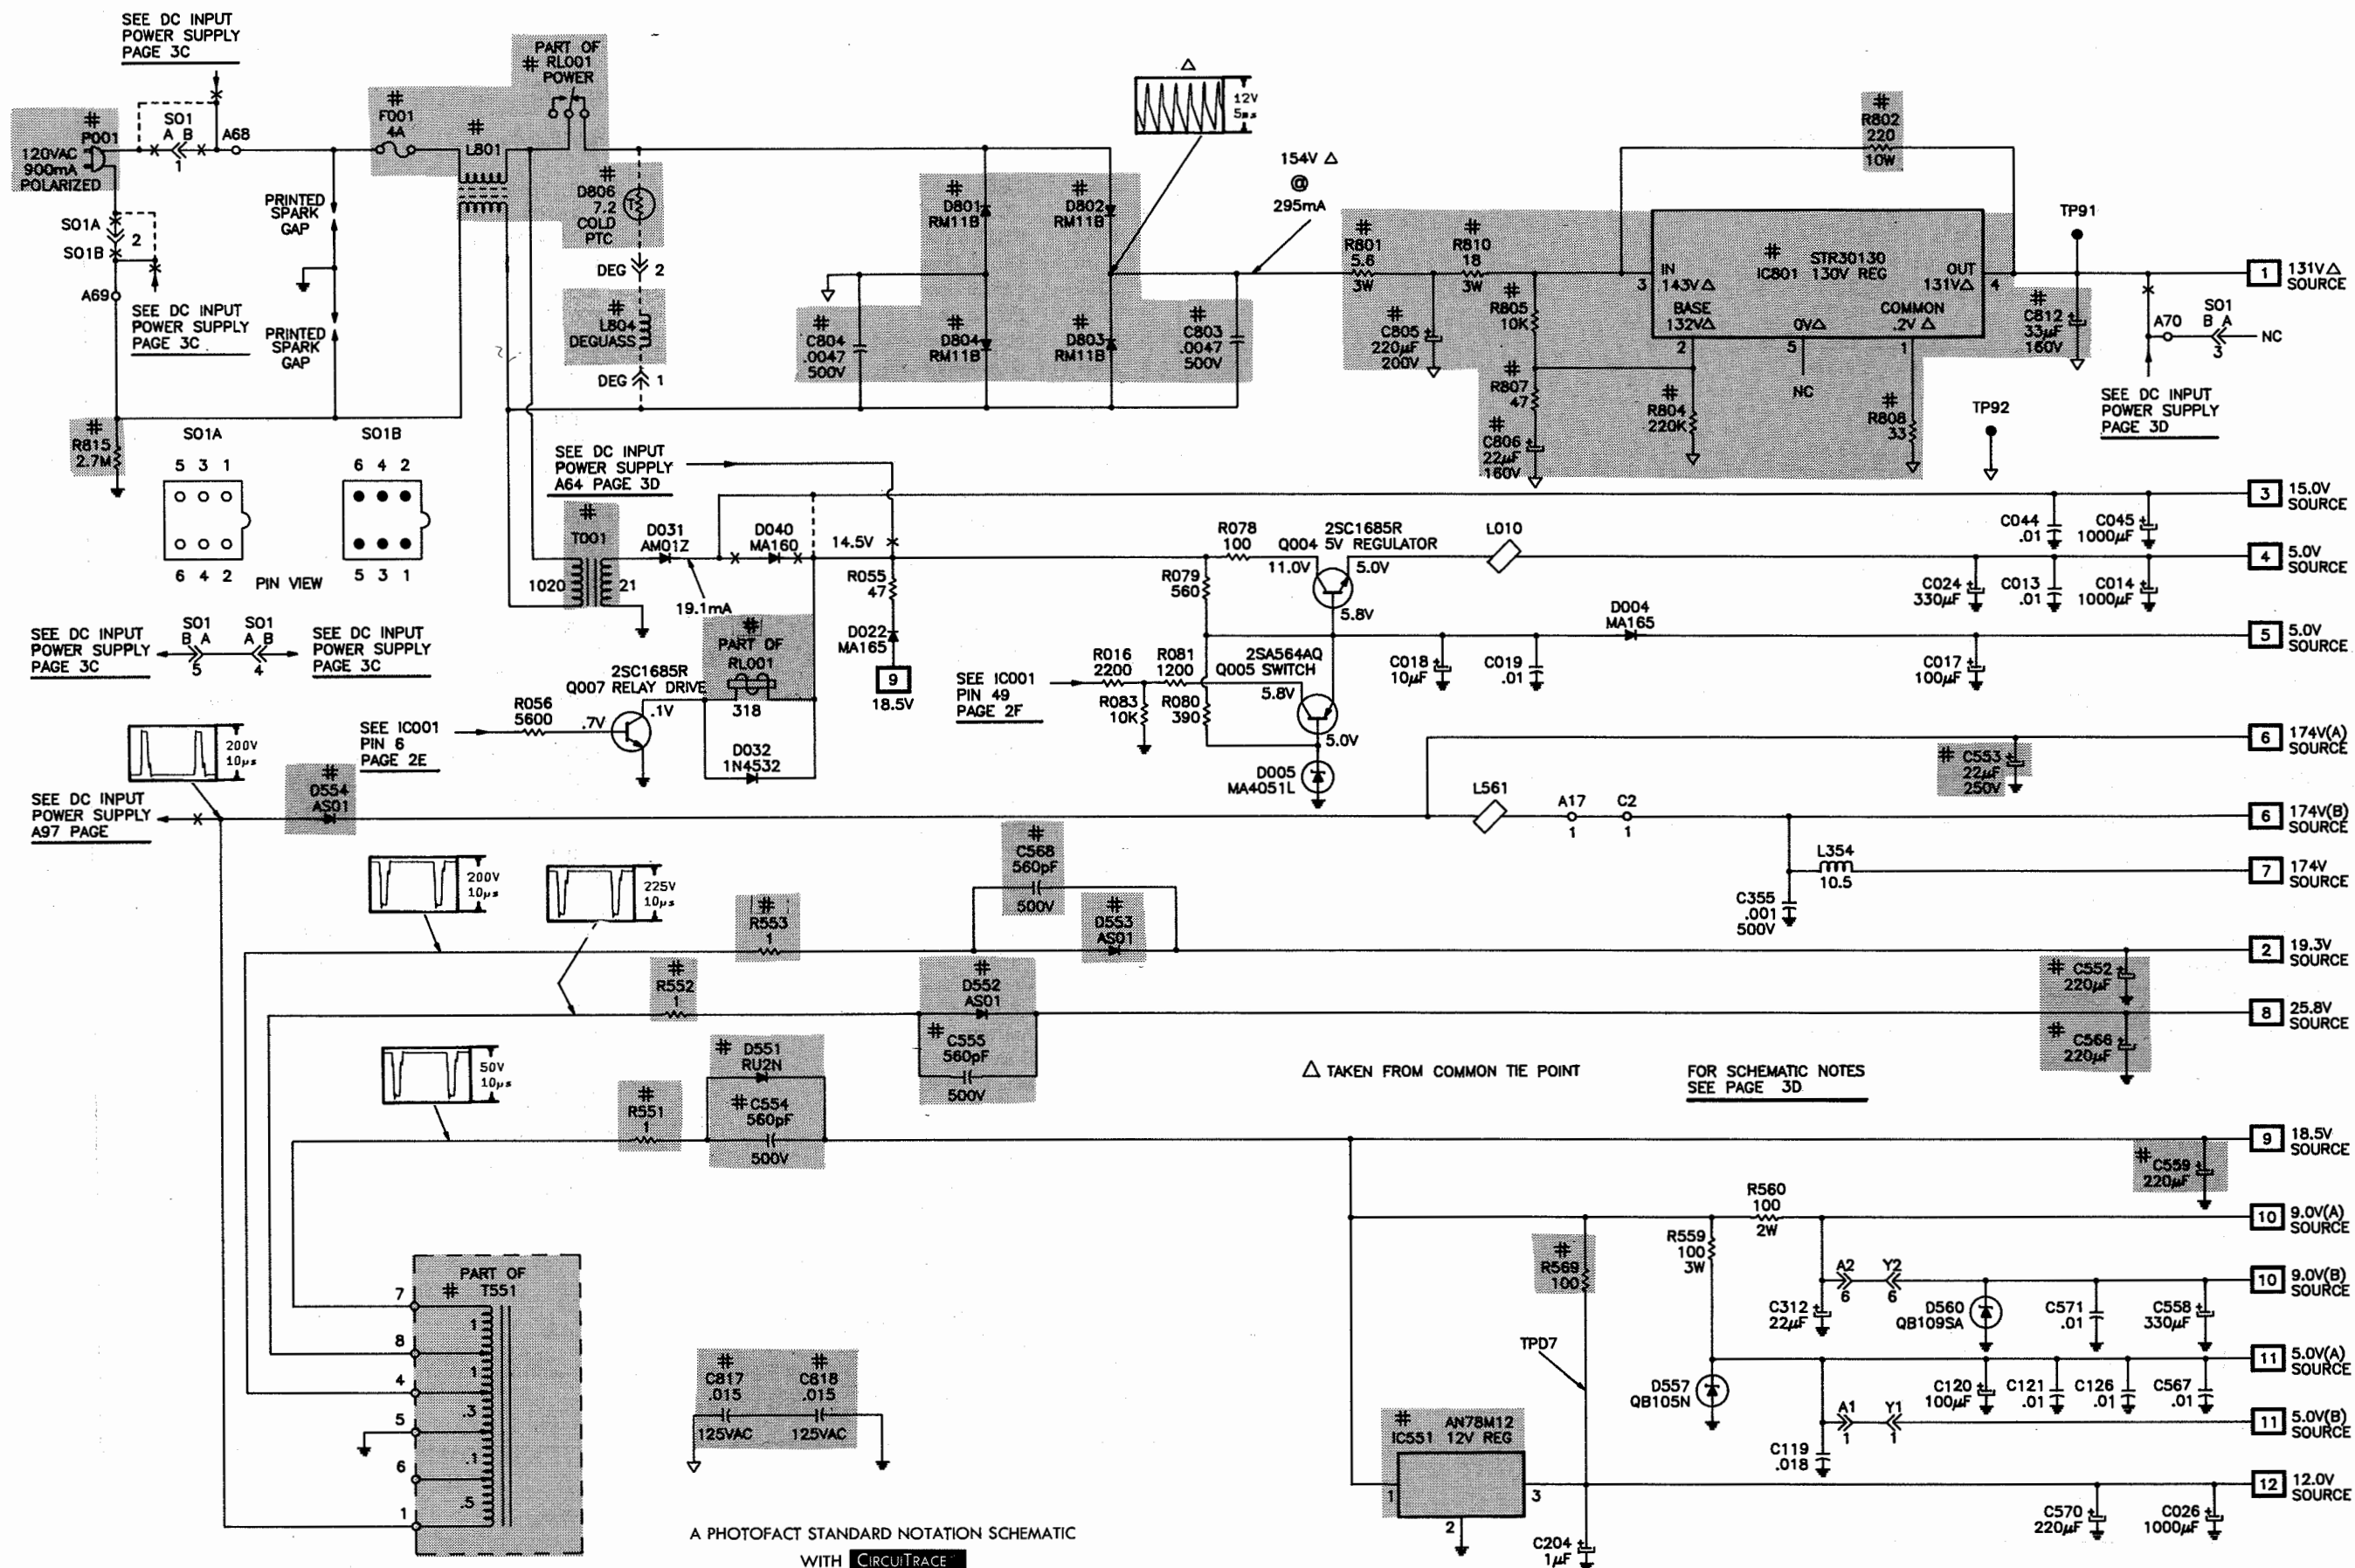 SEE DC INPUT
POWER SUPPLY
PAGE 3C
#
PART OF
RL001
POWER
#
P001
120VAC
900mA
POLARIZED
S01
A B
1
A68
#
F001
4A
#
L801
PRINTED
SPARK
GAP
S01A
2
S01B
A69
SEE DC INPUT
POWER SUPPLY
PAGE 3C
PRINTED
SPARK
GAP
#
D806
7.2
COLD
PTC
T
DEG 2
#
L804
DEGUASS
DEG 1
#
R815
2.7M
△
12V
5ms
154V △
@
295mA
#
D801
RM11B
#
D802
RM11B
#
D804
RM11B
#
D803
RM11B
#
C804
.0047
500V
#
C803
.0047
500V
#
R801
5.6
3W
#
R810
18
3W
#
R802
220
10W
#
C805
220µF
200V
#
R805
10K
#
R807
47
#
C806
22µF
160V
#
STR30130
IC801 130V REG
IN
3
143V△
OUT
131V△
4
BASE
132V△
2
0V△
5
NC
COMMON
.2V △
1
#
R804
220K
#
R808
33
TP91
TP92
#
C812
33µF
160V
A70
S01
B A
3
NC
SEE DC INPUT
POWER SUPPLY
PAGE 3D
1 131V△
SOURCE
S01A
5 3 1
6 4 2
S01B
6 4 2
5 3 1
PIN VIEW
SEE DC INPUT
POWER SUPPLY
PAGE 3C
S01
B A
5
S01
A B
4
SEE DC INPUT
POWER SUPPLY
PAGE 3C
SEE DC INPUT
POWER SUPPLY
A64 PAGE 3D
#
T001
1020
21
D031
AM01Z
D040
MA160
14.5V
19.1mA
R055
47
D022
MA165
9
18.5V
#
PART OF
RL001
318
2SC1685R
Q007 RELAY DRIVE
.1V
.7V
R056
5600
SEE IC001
PIN 6
PAGE 2E
D032
1N4532
R078
100
R079
560
2SC1685R
Q004 5V REGULATOR
11.0V
5.0V
5.8V
L010
SEE IC001
PIN 49
PAGE 2F
R016
2200
R081
1200
R083
10K
R080
390
2SA564AQ
Q005 SWITCH
5.8V
5.0V
D005
MA4051L
C018
10µF
C019
.01
D004
MA165
C044
.01
C045
1000µF
C024
330µF
C013
.01
C014
1000µF
C017
100µF
3 15.0V
SOURCE
4 5.0V
SOURCE
5 5.0V
SOURCE
200V
10µs
#
D554
AS01
SEE DC INPUT
POWER SUPPLY
A97 PAGE
L561
A17
1
C2
1
#
C553
22µF
250V
6 174V(A)
SOURCE
6 174V(B)
SOURCE
C355
.001
500V
L354
10.5
7 174V
SOURCE
200V
10µs
225V
10µs
#
R553
1
#
C568
560pF
500V
#
D553
AS01
2 19.3V
SOURCE
#
R552
1
#
D552
AS01
#
C555
560pF
500V
#
C552
220µF
8 25.8V
SOURCE
#
C566
220µF
50V
10µs
#
R551
1
#
D551
RU2N
#
C554
560pF
500V
△ TAKEN FROM COMMON TIE POINT
FOR SCHEMATIC NOTES
SEE PAGE 3D
9 18.5V
SOURCE
#
C559
220µF
R560
100
2W
R559
100
3W
#
R569
100
10 9.0V(A)
SOURCE
A2
6
Y2
6
C312
22µF
D560
QB109SA
C571
.01
C558
330µF
10 9.0V(B)
SOURCE
TPD7
D557
QB105N
C120
100µF
C121
.01
C126
.01
C567
.01
11 5.0V(A)
SOURCE
A1
1
Y1
1
C119
.018
11 5.0V(B)
SOURCE
#
AN78M12
IC551 12V REG
1
3
2
C204
1µF
C570
220µF
C026
1000µF
12 12.0V
SOURCE
PART OF
#
T551
7
1
8
1
4
.3
5
.1
6
.5
1
#
C817
.015
125VAC
#
C818
.015
125VAC
A PHOTOFACT STANDARD NOTATION SCHEMATIC
WITH CIRCUITRACE